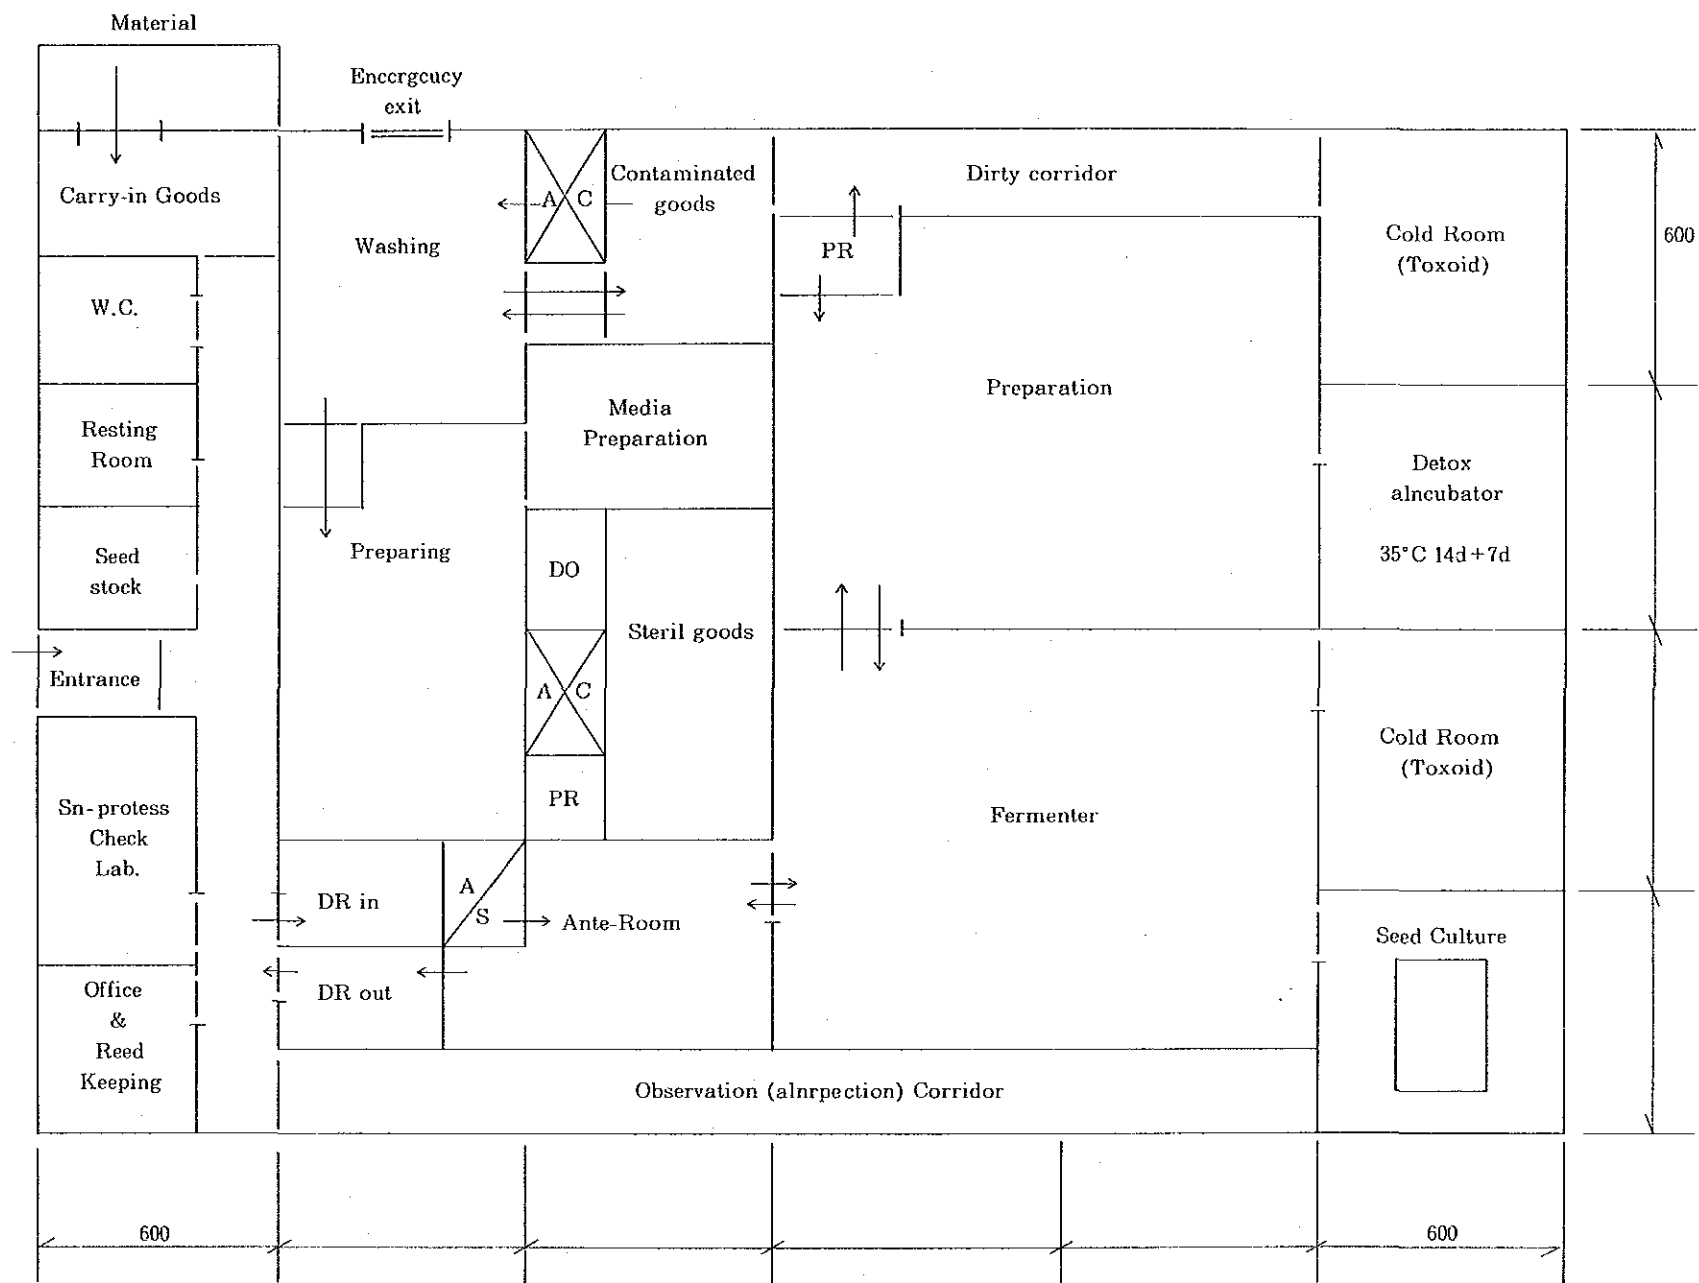 Material
Enccrgcucy
exit
Carry-in Goods
Washing
A C
Contaminated
goods
Dirty corridor
PR
Cold Room
(Toxoid)
600
W.C.
Resting
Room
Media
Preparation
Preparation
Seed
stock
Preparing
DO
Steril goods
Detox
alncubator
35°C 14d+7d
Entrance
A C
PR
Sn-protess
Check
Lab.
Fermenter
Cold Room
(Toxoid)
DR in
A
S
Ante-Room
DR out
Seed Culture
Office
&
Reed
Keeping
Observation (alnrpection) Corridor
600
600